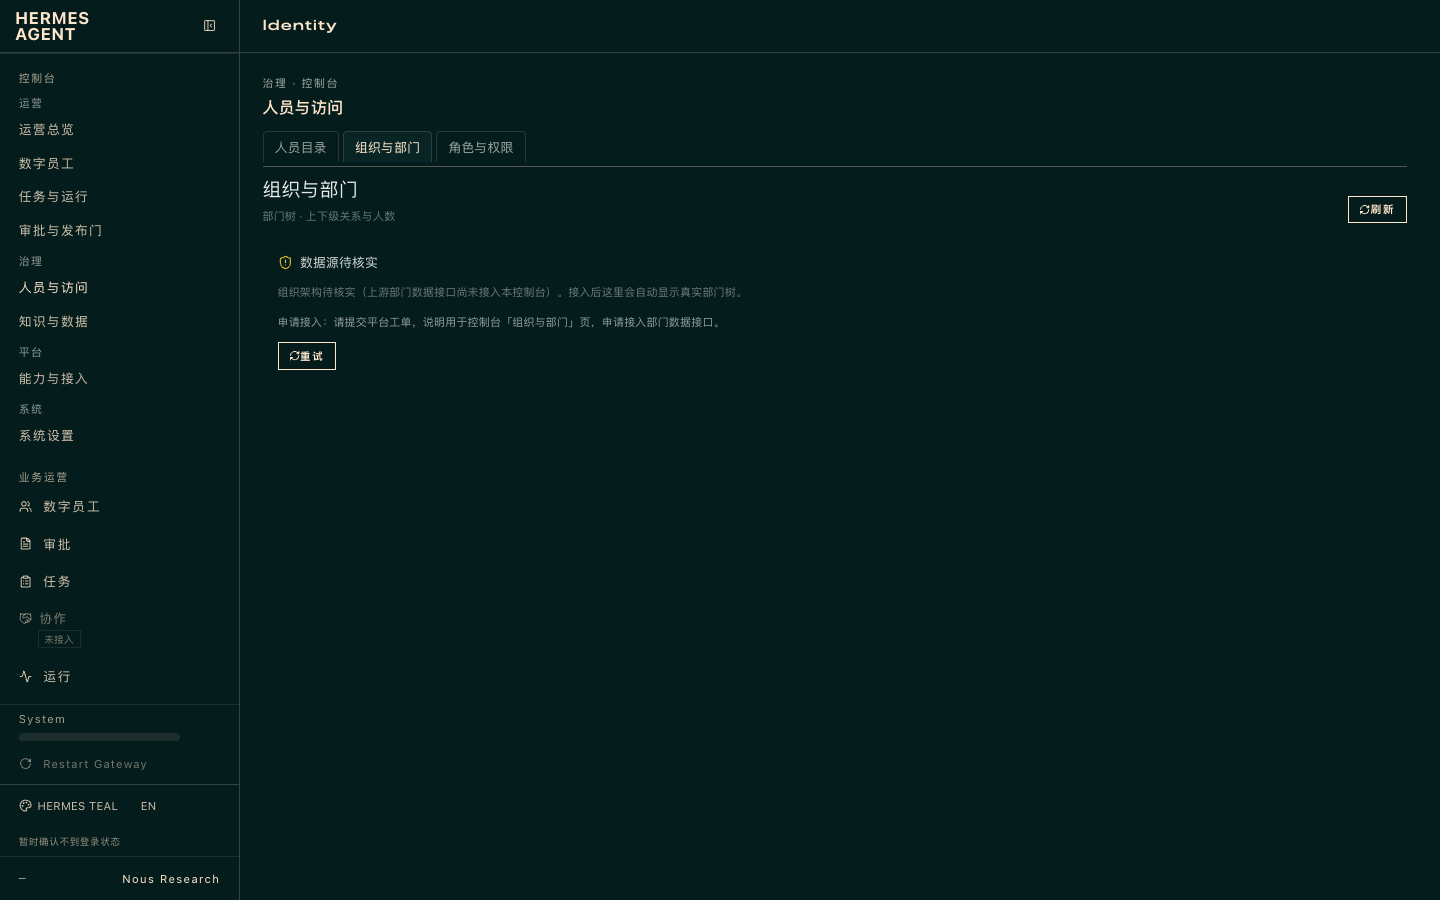 HERMES
AGENT
控制台
运营
运营总览
数字员工
任务与运行
审批与发布门
治理
人员与访问
知识与数据
平台
能力与接入
系统
系统设置
业务运营
数字员工
审批
任务
协作
未接入
运行
System
Restart Gateway
HERMES TEAL EN
暂时确认不到登录状态
– Nous Research
Identity
治理 · 控制台
人员与访问
人员目录 组织与部门 角色与权限
组织与部门
部门树 · 上下级关系与人数
刷新
数据源待核实
组织架构待核实（上游部门数据接口尚未接入本控制台）。接入后这里会自动显示真实部门树。
申请接入：请提交平台工单，说明用于控制台「组织与部门」页，申请接入部门数据接口。
重试